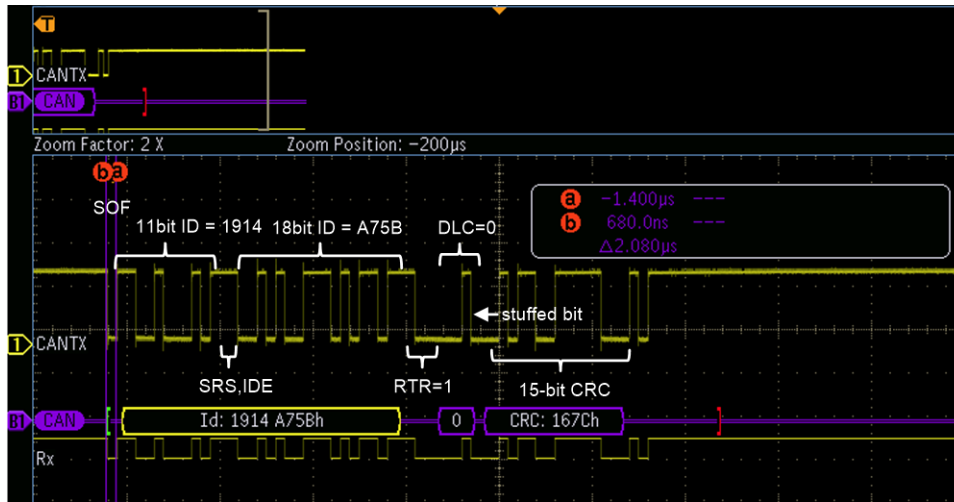 T
1 CANTX
B1 CAN
Zoom Factor: 2 X Zoom Position: −200µs
b a
SOF
a −1.400µs −−−
b 680.0ns −−−
Δ2.080µs
11bit ID = 1914 18bit ID = A75B DLC=0
stuffed bit
1 CANTX
SRS,IDE RTR=1 15-bit CRC
B1 CAN Id: 1914 A75Bh 0 CRC: 167Ch
Rx